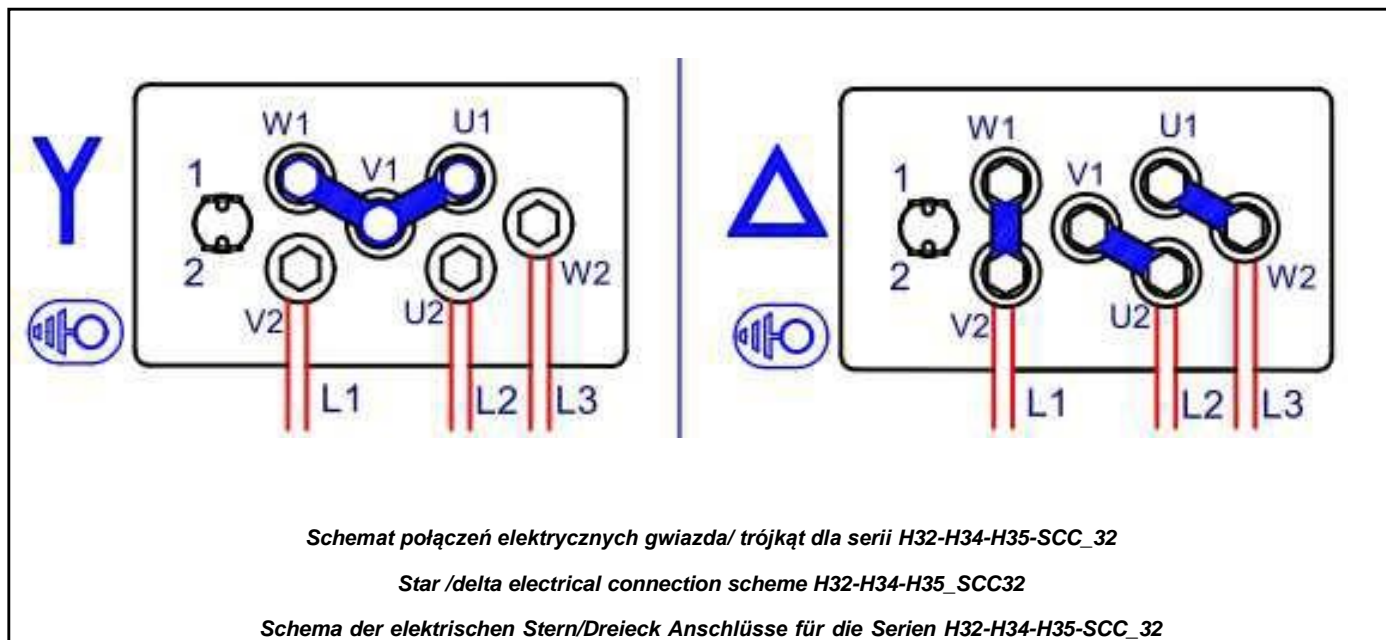 W1 U1
V1
1
2
W2
V2 U2
L1 L2 L3
W1 U1
V1
1
2
W2
V2 U2
L1 L2 L3
Schemat połączeń elektrycznych gwiazda/ trójkąt dla serii H32-H34-H35-SCC_32
Star /delta electrical connection scheme H32-H34-H35_SCC32
Schema der elektrischen Stern/Dreieck Anschlüsse für die Serien H32-H34-H35-SCC_32